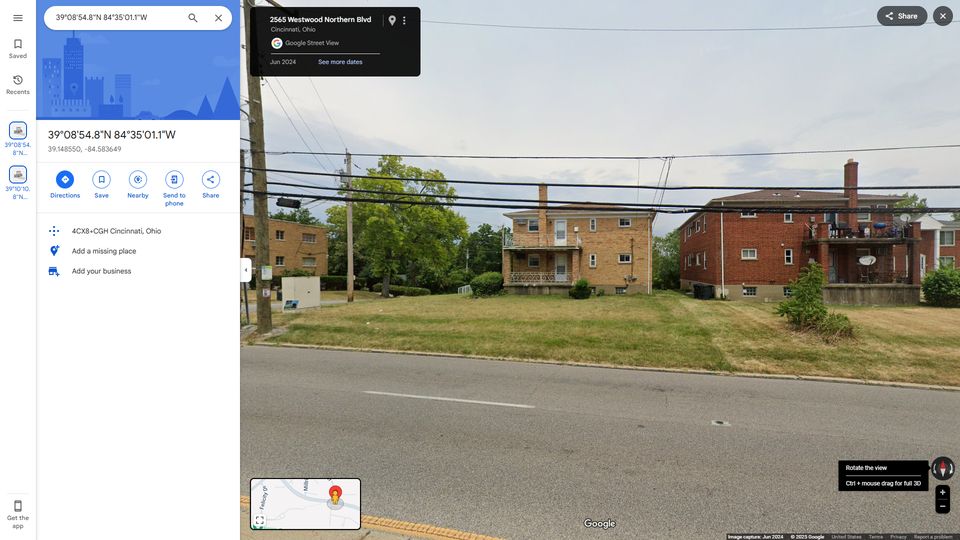 39°08'54.8"N 84°35'01.1"W
Saved
Recents
39°08'54.
8"N...
39°10'10.
8"N...
Get the
app
39°08'54.8"N 84°35'01.1"W
39.148550, -84.583649
Directions
Save
Nearby
Send to
phone
Share
4CX8+CGH Cincinnati, Ohio
Add a missing place
Add your business
2565 Westwood Northern Blvd
Cincinnati, Ohio
Google Street View
Jun 2024 See more dates
Share
Felicity
Rotate the view
Ctrl + mouse drag for full 3D
Google
Image capture: Jun 2024 © 2025 Google United States Terms Privacy Report a problem